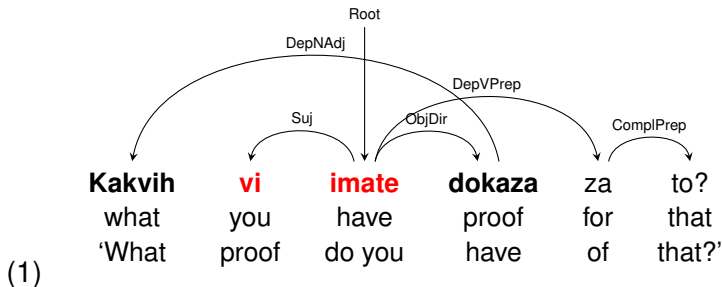 Root
DepNAdj
DepVPrep
Suj ObjDir ComplPrep
Kakvih vi imate dokaza za to?
what you have proof for that
(1) ‘What proof do you have of that?’